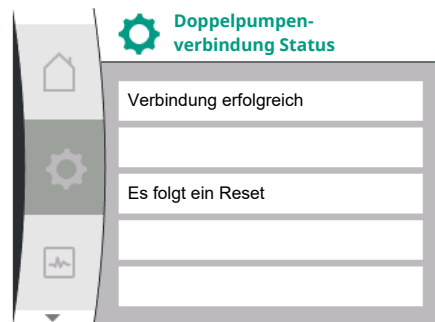 Doppelpumpen-
verbindung Status
Verbindung erfolgreich
Es folgt ein Reset